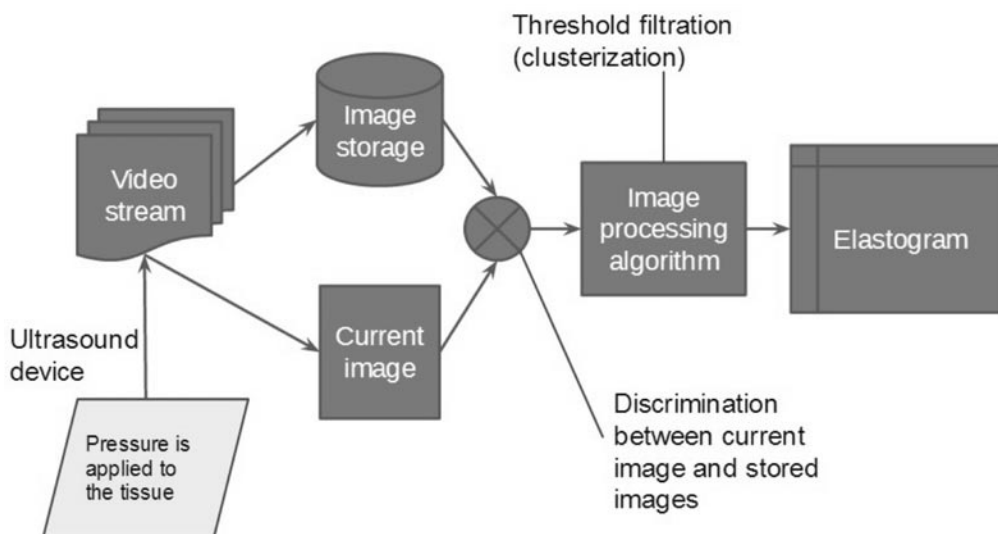 Threshold filtration
(clusterization)
Image
storage
Video
stream
Image
processing
algorithm
Elastogram
Current
image
Ultrasound
device
Discrimination
between current
image and stored
images
Pressure is
applied to
the tissue